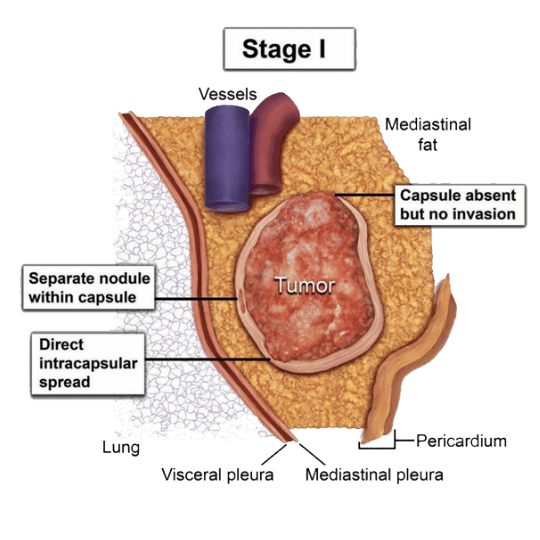 Stage I
Vessels
Mediastinal
fat
Capsule absent
but no invasion
Separate nodule
within capsule
Tumor
Direct
intracapsular
spread
Lung
Pericardium
Visceral pleura
Mediastinal pleura